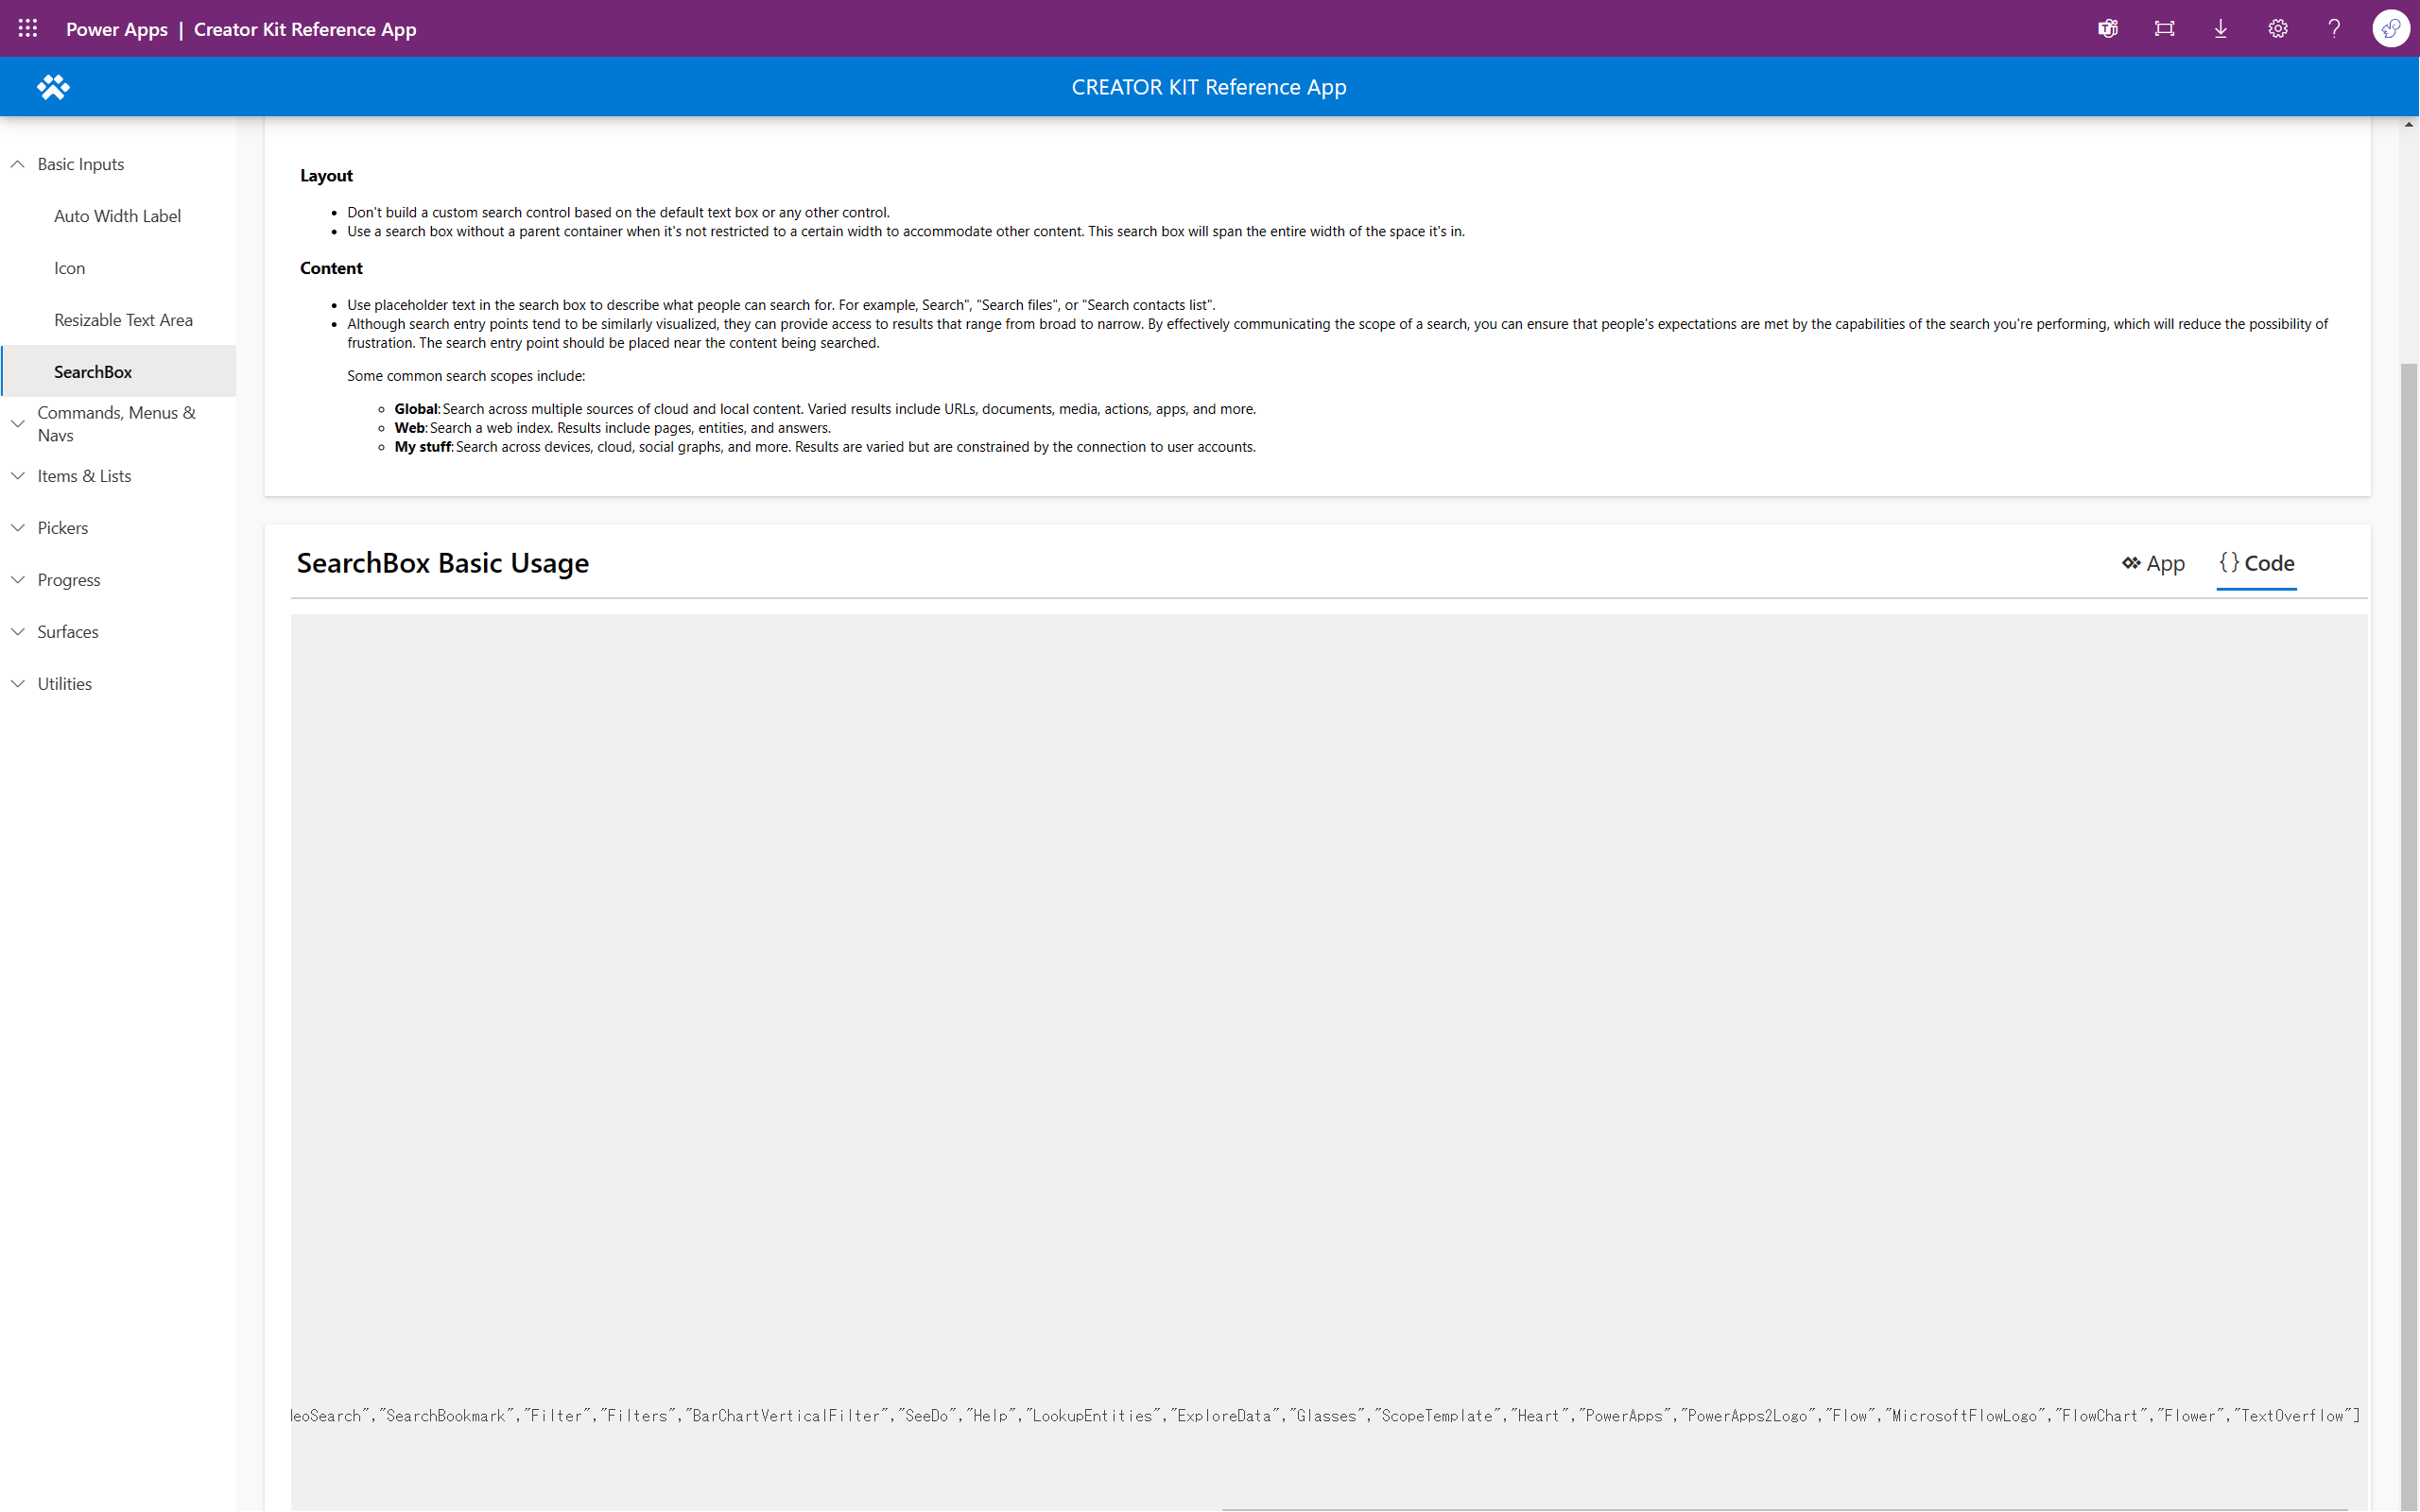 Power Apps | Creator Kit Reference App
CREATOR KIT Reference App
Basic Inputs
Auto Width Label
Icon
Resizable Text Area
SearchBox
Commands, Menus &
Navs
Items & Lists
Pickers
Progress
Surfaces
Utilities
Layout
Don't build a custom search control based on the default text box or any other control.
Use a search box without a parent container when it's not restricted to a certain width to accommodate other content. This search box will span the entire width of the space it's in.
Content
Use placeholder text in the search box to describe what people can search for. For example, Search", "Search files", or "Search contacts list".
Although search entry points tend to be similarly visualized, they can provide access to results that range from broad to narrow. By effectively communicating the scope of a search, you can ensure that people's expectations are met by the capabilities of the search you're performing, which will reduce the possibility of
frustration. The search entry point should be placed near the content being searched.
Some common search scopes include:
Global: Search across multiple sources of cloud and local content. Varied results include URLs, documents, media, actions, apps, and more.
Web: Search a web index. Results include pages, entities, and answers.
My stuff: Search across devices, cloud, social graphs, and more. Results are varied but are constrained by the connection to user accounts.
SearchBox Basic Usage
App
{ } Code
deoSearch","SearchBookmark","Filter","Filters","BarChartVerticalFilter","SeeDo","Help","LookupEntities","ExploreData","Glasses","ScopeTemplate","Heart","PowerApps","PowerApps2Logo","Flow","MicrosoftFlowLogo","FlowChart","Flower","TextOverflow"]